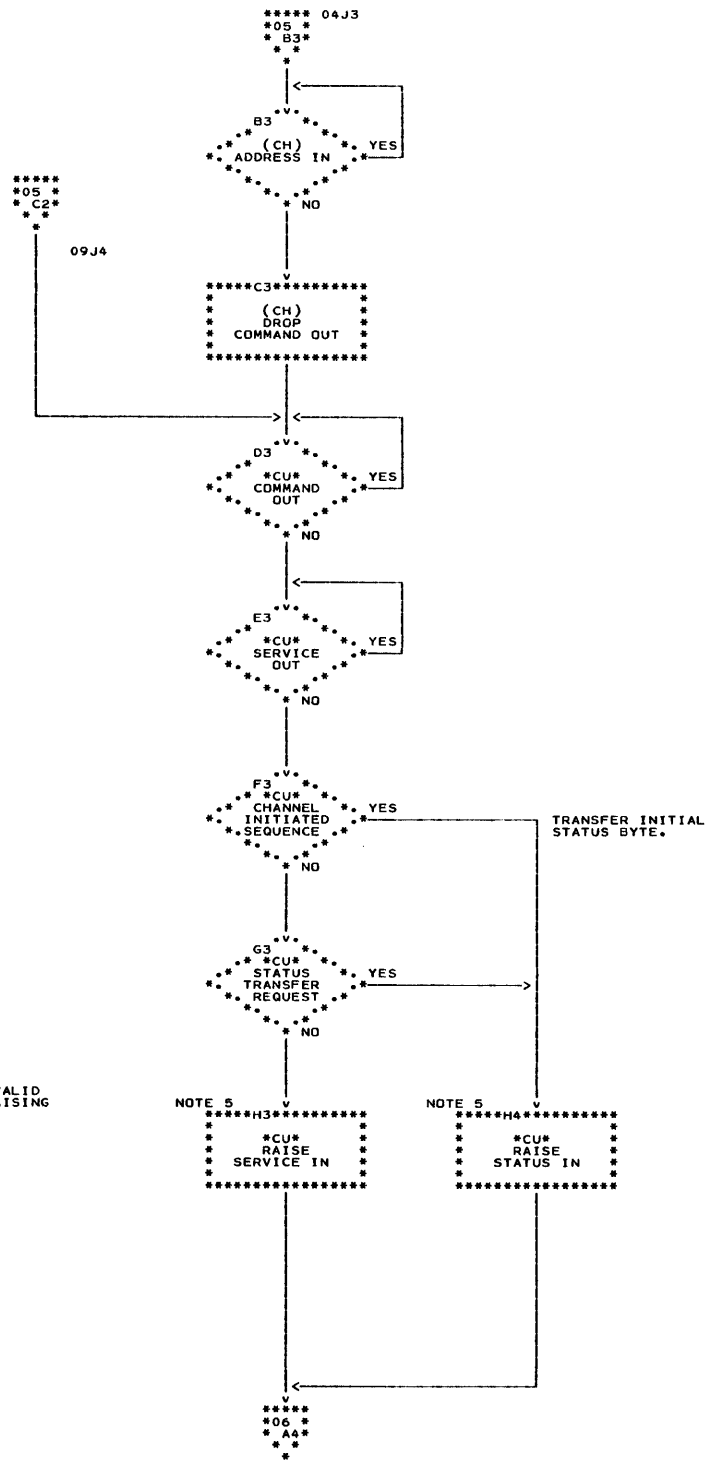 04J3
05
B3
B3
(CH)
ADDRESS IN
YES
NO
05
C2
09J4
C3
(CH)
DROP
COMMAND OUT
D3
*CU*
COMMAND
OUT
YES
NO
E3
*CU*
SERVICE
OUT
YES
NO
F3
*CU*
CHANNEL
INITIATED
SEQUENCE
YES
NO
TRANSFER INITIAL
STATUS BYTE.
G3
*CU*
STATUS
TRANSFER
REQUEST
YES
NO
ALID
ISING
NOTE 5
H3
*CU*
RAISE
SERVICE IN
NOTE 5
H4
*CU*
RAISE
STATUS IN
06
A4